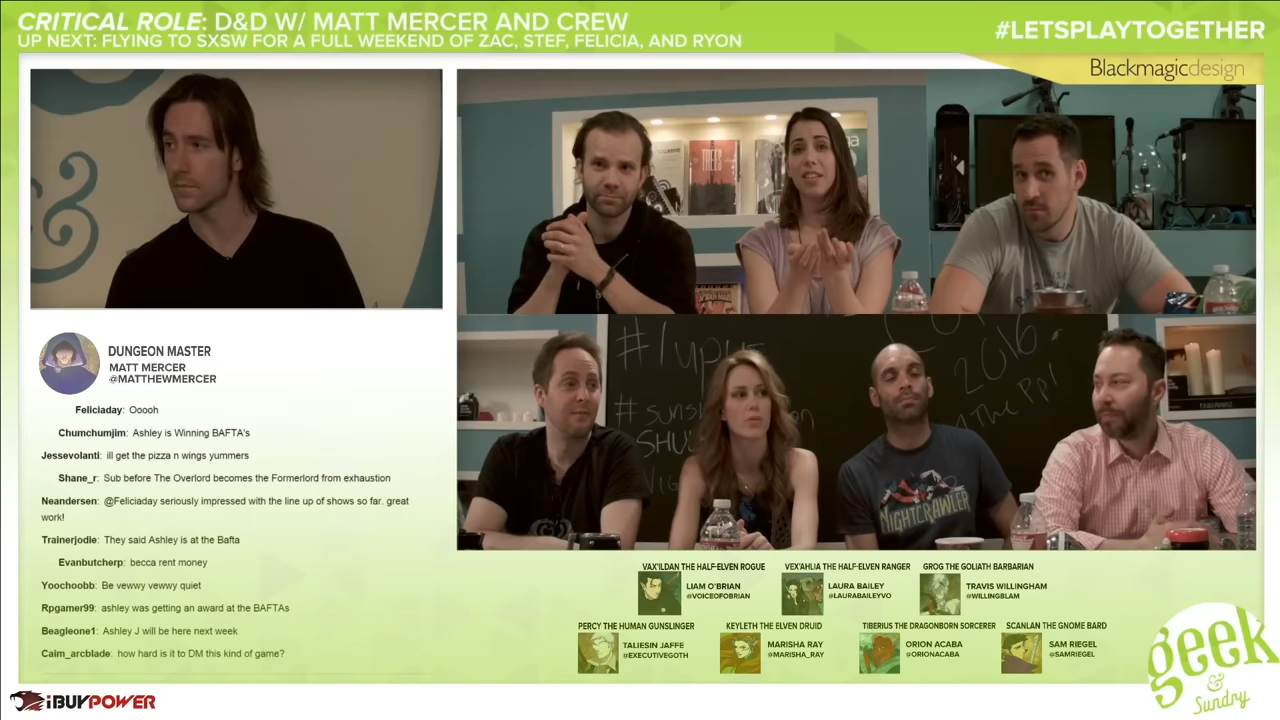 CRITICAL ROLE: D&D W/ MATT MERCER AND CREW
UP NEXT: FLYING TO SXSW FOR A FULL WEEKEND OF ZAC, STEF, FELICIA, AND RYON
#LETSPLAYTOGETHER
Blackmagicdesign
&
TREES
DUNGEON MASTER
MATT MERCER
@MATTHEWMERCER
Feliciaday: Ooooh
Chumchumjim: Ashley is Winning BAFTA's
Jessevolanti: ill get the pizza n wings yummers
Shane_r: Sub before The Overlord becomes the Formerlord from exhaustion
Neandersen: @Feliciaday seriously impressed with the line up of shows so far. great
work!
Trainerjodie: They said Ashley is at the Bafta
Evanbutcherp: becca rent money
Yoochoobb: Be vewwy vewwy quiet
Rpgamer99: ashley was getting an award at the BAFTAs
Beagleone1: Ashley J will be here next week
Caim_arcblade: how hard is it to DM this kind of game?
2016
NIGHTCRAWLER
VAX'ILDAN THE HALF-ELVEN ROGUE
LIAM O'BRIAN
@VOICEOFOBRIAN
VEX'AHLIA THE HALF-ELVEN RANGER
LAURA BAILEY
@LAURABAILEYVO
GROG THE GOLIATH BARBARIAN
TRAVIS WILLINGHAM
@WILLINGBLAM
PERCY THE HUMAN GUNSLINGER
TALIESIN JAFFE
@EXECUTIVEGOTH
KEYLETH THE ELVEN DRUID
MARISHA RAY
@MARISHA_RAY
TIBERIUS THE DRAGONBORN SORCERER
ORION ACABA
@ORIONACABA
SCANLAN THE GNOME BARD
SAM RIEGEL
@SAMRIEGEL
geek
&
Sundry
iBUYPOWER